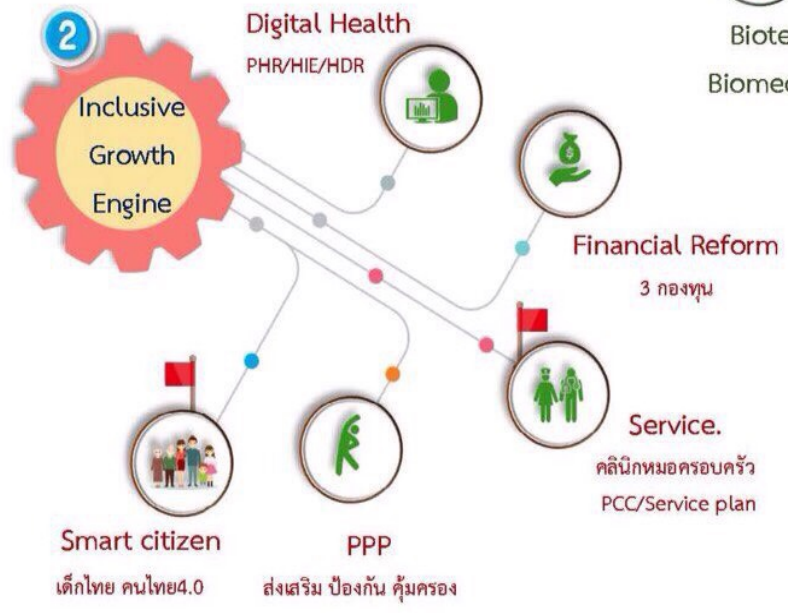 2
Inclusive
Growth
Engine
Digital Health
PHR/HIE/HDR
Financial Reform
3 กองทุน
Service.
คลินิกหมอครอบครัว
PCC/Service plan
Smart citizen
เด็กไทย คนไทย4.0
PPP
ส่งเสริม ป้องกัน คุ้มครอง